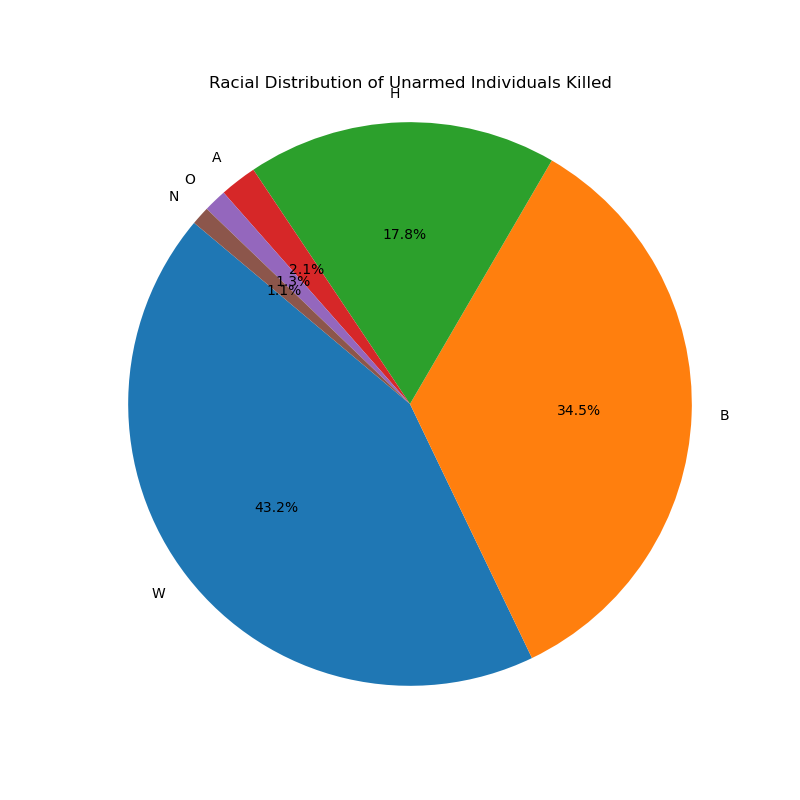 Racial Distribution of Unarmed Individuals Killed
H
A
O
N
17.8%
2.1%
1.3%
1.1%
34.5%
B
43.2%
W